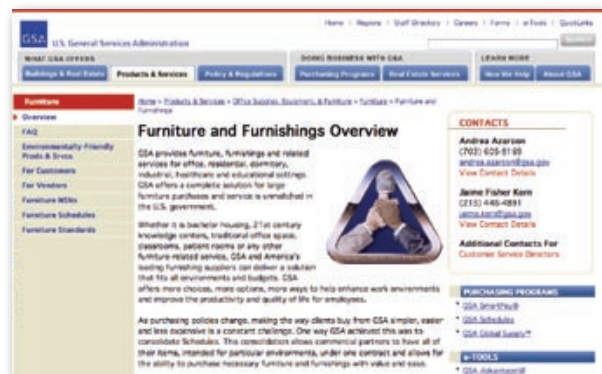 Home | Regions | Staff Directory | Careers | Forms | e-Tools | QuickLinks
GSA U.S. General Services Administration
WHAT GSA OFFERS
DOING BUSINESS WITH GSA
LEARN MORE
Buildings & Real Estate
Products & Services
Policy & Regulations
Purchasing Programs
Real Estate Services
How We Help
About GSA
Furniture
Overview
FAQ
Environmentally-Friendly
Prods & Srvcs
For Customers
For Vendors
Furniture NSNs
Furniture Schedules
Furniture Standards
Home > Products & Services > Office Supplies, Equipment, & Furniture > Furniture > Furniture and
Furnishings
Furniture and Furnishings Overview
GSA provides furniture, furnishings and related
services for office, residential, dormitory,
industrial, healthcare and educational settings.
GSA offers a complete solution for large
furniture purchases and service is unmatched in
the U.S. government.
Whether it is bachelor housing, 21st century
knowledge centers, traditional office space,
classrooms, patient rooms or any other
furniture-related service, GSA and America's
leading furnishing suppliers can deliver a solution
that fits all environments and budgets. GSA
offers more choices, more options, more ways to help enhance work environments
and improve the productivity and quality of life for employees.
As purchasing policies change, making the way clients buy from GSA simpler, easier
and less expensive is a constant challenge. One way GSA achieved this was to
consolidate Schedules. This consolidation allows commercial partners to have all of
their items, intended for particular environments, under one contract and allows for
the ability to purchase necessary furniture and furnishings with value and ease.
CONTACTS
Andrea Azarson
(703) 605-
View Contact Details
Jaime Fisher Kern
(215) 446-4891
View Contact Details
Additional Contacts For
Customer Service Directors
PURCHASING PROGRAMS
GSA SmartPay®
GSA Schedules
GSA Global Supply™
e-TOOLS
GSA Advantage!®